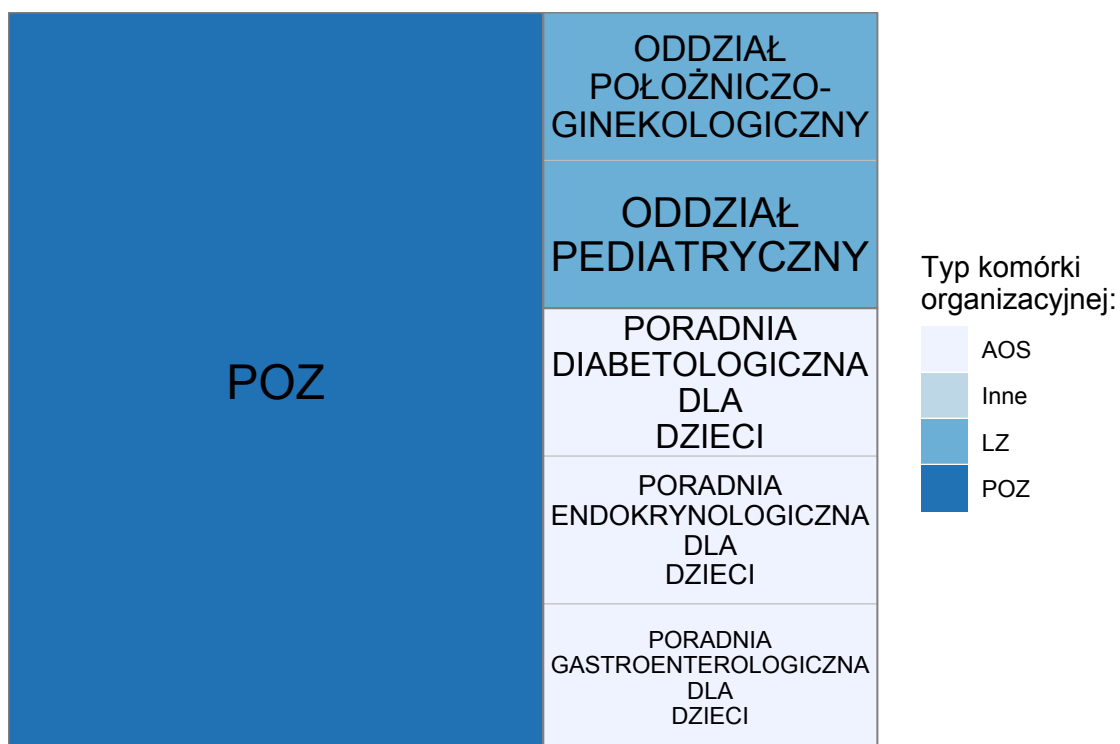 POZ
ODDZIAŁ
POŁOŻNICZO-
GINEKOLOGICZNY
ODDZIAŁ
PEDIATRYCZNY
PORADNIA
DIABETOLOGICZNA
DLA
DZIECI
PORADNIA
ENDOKRYNOLOGICZNA
DLA
DZIECI
PORADNIA
GASTROENTEROLOGICZNA
DLA
DZIECI
Typ komórki
organizacyjnej:
AOS
Inne
LZ
POZ